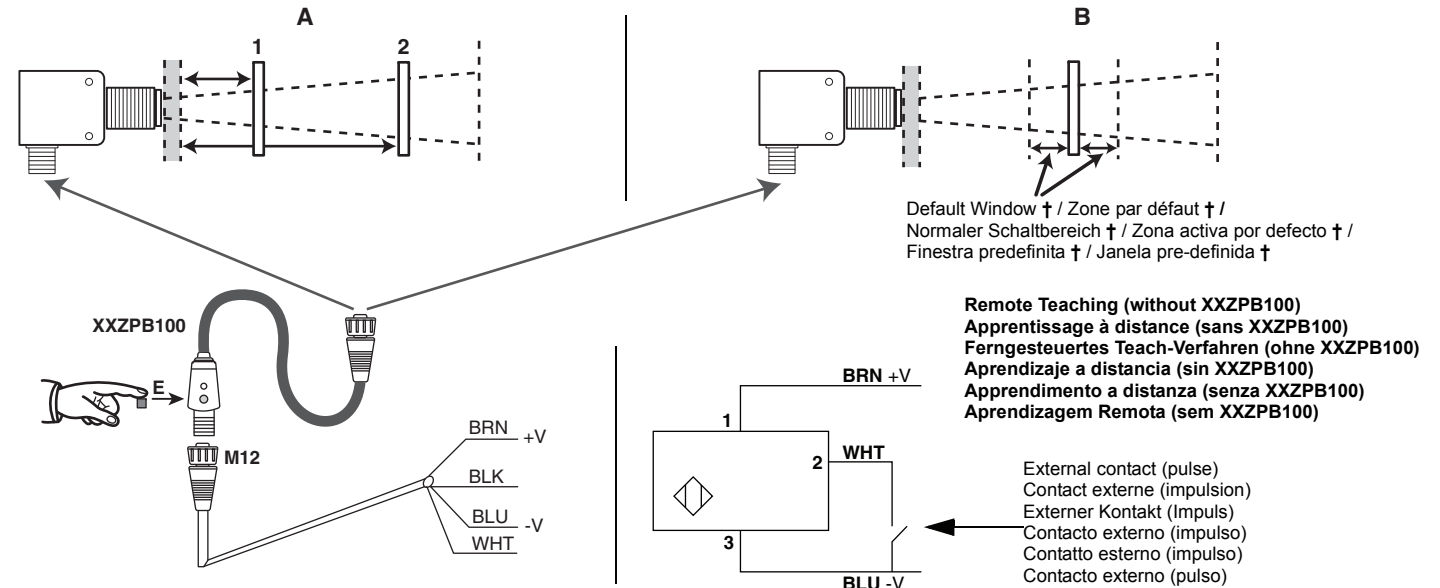 A
B
1
2
Default Window † / Zone par défaut † /
Normaler Schaltbereich † / Zona activa por defecto † /
Finestra predefinita † / Janela pre-definida †
XXZPB100
E
M12
BRN +V
BLK
BLU -V
WHT
Remote Teaching (without XXZPB100)
Apprentissage à distance (sans XXZPB100)
Ferngesteuertes Teach-Verfahren (ohne XXZPB100)
Aprendizaje a distancia (sin XXZPB100)
Apprendimento a distanza (senza XXZPB100)
Aprendizagem Remota (sem XXZPB100)
BRN +V
1
2
WHT
3
BLU -V
External contact (pulse)
Contact externe (impulsion)
Externer Kontakt (Impuls)
Contacto externo (impulso)
Contatto esterno (impulso)
Contacto externo (pulso)